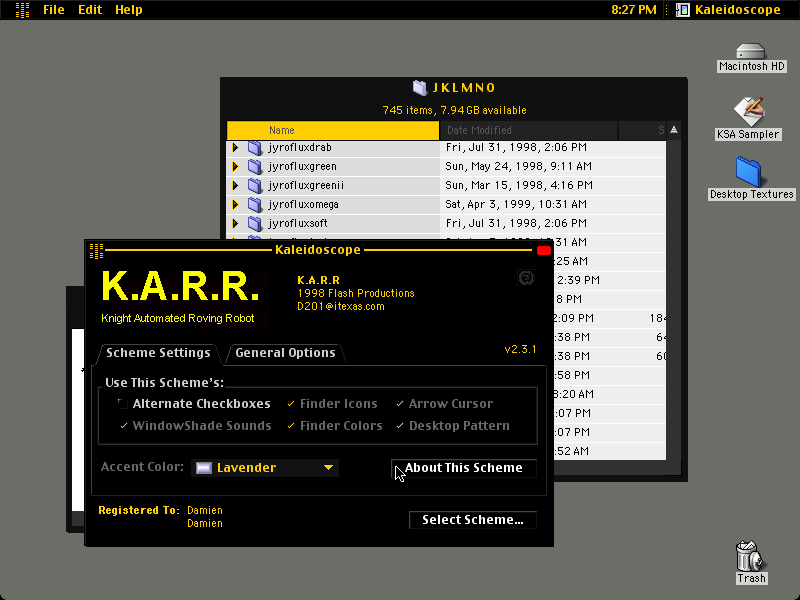 File Edit Help
8:27 PM Kaleidoscope
Macintosh HD
KSA Sampler
Desktop Textures
Trash
JKLMNO
745 items, 7.94 GB available
Name Date Modified S
jyrofluxdrab Fri, Jul 31, 1998, 2:06 PM
jyrofluxgreen Sun, May 24, 1998, 9:11 AM
jyrofluxgreenii Sun, Mar 15, 1998, 4:16 PM
jyrofluxomega Sat, Apr 3, 1999, 10:31 AM
jyrofluxsoft Fri, Jul 31, 1998, 2:06 PM
:31 AM
:25 AM
2:39 PM
8 PM
2:09 PM 184
:38 PM 64
:38 PM 60
:58 PM
8:20 AM
:07 PM
:07 PM
:52 AM
Kaleidoscope
K.A.R.R.
Knight Automated Roving Robot
K.A.R.R
1998 Flash Productions
D201@itexas.com
Scheme Settings
General Options
v2.3.1
Use This Scheme's:
Alternate Checkboxes Finder Icons Arrow Cursor
WindowShade Sounds Finder Colors Desktop Pattern
Accent Color: Lavender
About This Scheme
Registered To: Damien
Damien
Select Scheme...